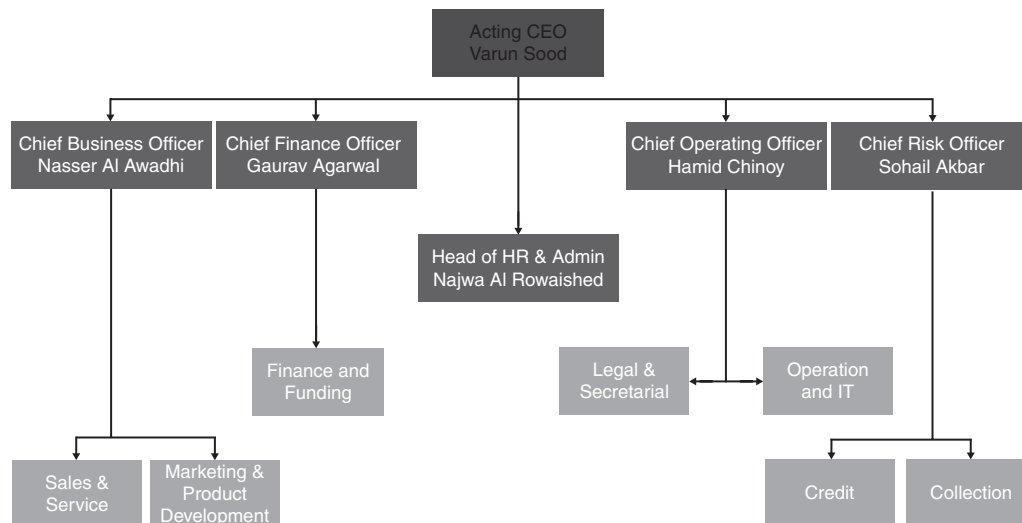 Acting CEO
Varun Sood
Chief Business Officer
Nasser Al Awadhi
Chief Finance Officer
Gaurav Agarwal
Chief Operating Officer
Hamid Chinoy
Chief Risk Officer
Sohail Akbar
Head of HR & Admin
Najwa Al Rowaished
Finance and
Funding
Legal &
Secretarial
Operation
and IT
Sales &
Service
Marketing &
Product
Development
Credit
Collection